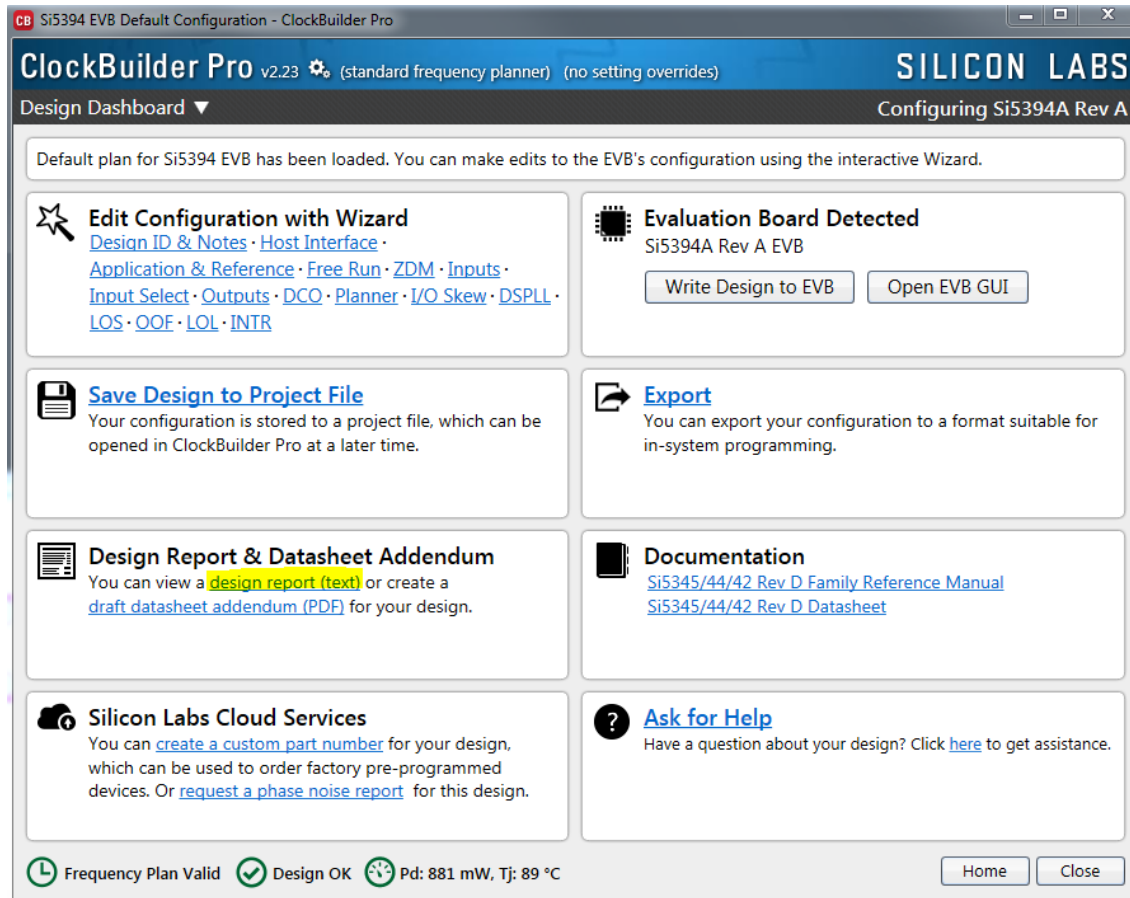 CB Si5394 EVB Default Configuration - ClockBuilder Pro
ClockBuilder Pro v2.23 (standard frequency planner) (no setting overrides) SILICON LABS
Design Dashboard ▼ Configuring Si5394A Rev A
Default plan for Si5394 EVB has been loaded. You can make edits to the EVB's configuration using the interactive Wizard.
Edit Configuration with Wizard
Design ID & Notes · Host Interface ·
Application & Reference · Free Run · ZDM · Inputs ·
Input Select · Outputs · DCO · Planner · I/O Skew · DSPLL ·
LOS · OOF · LOL · INTR
Evaluation Board Detected
Si5394A Rev A EVB
Write Design to EVB Open EVB GUI
Save Design to Project File
Your configuration is stored to a project file, which can be
opened in ClockBuilder Pro at a later time.
Export
You can export your configuration to a format suitable for
in-system programming.
Design Report & Datasheet Addendum
You can view a design report (text) or create a
draft datasheet addendum (PDF) for your design.
Documentation
Si5345/44/42 Rev D Family Reference Manual
Si5345/44/42 Rev D Datasheet
Silicon Labs Cloud Services
You can create a custom part number for your design,
which can be used to order factory pre-programmed
devices. Or request a phase noise report for this design.
? Ask for Help
Have a question about your design? Click here to get assistance.
Frequency Plan Valid Design OK Pd: 881 mW, Tj: 89 °C Home Close